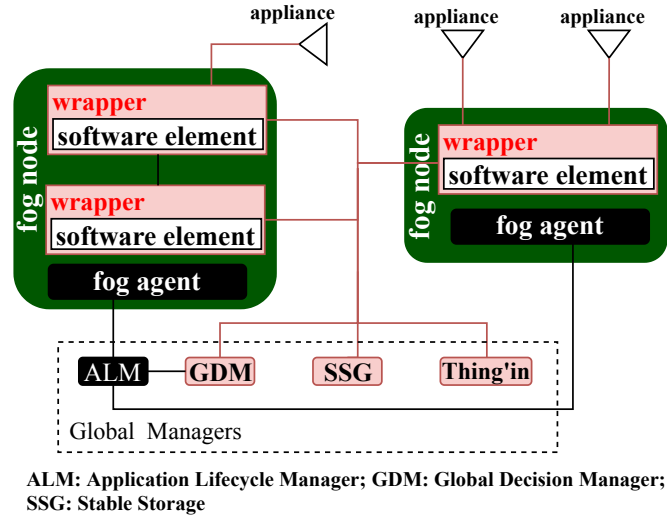 appliance
appliance
appliance
fog node
wrapper
software element
wrapper
software element
fog agent
fog node
wrapper
software element
fog agent
ALM
GDM
SSG
Thing'in
Global Managers
ALM: Application Lifecycle Manager; GDM: Global Decision Manager;
SSG: Stable Storage